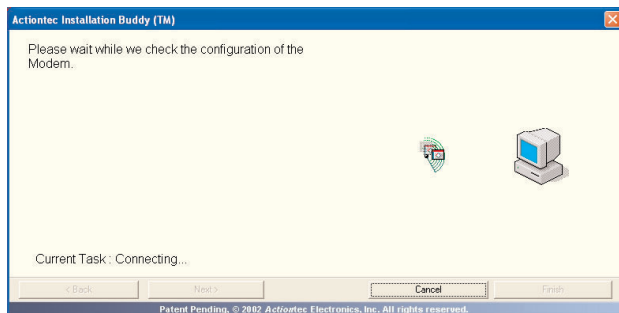 Actiontec Installation Buddy (TM)
Please wait while we check the configuration of the
Modem.
Current Task : Connecting...
< Back
Next >
Cancel
Finish
Patent Pending. © 2002 Actiontec Electronics, Inc. All rights reserved.